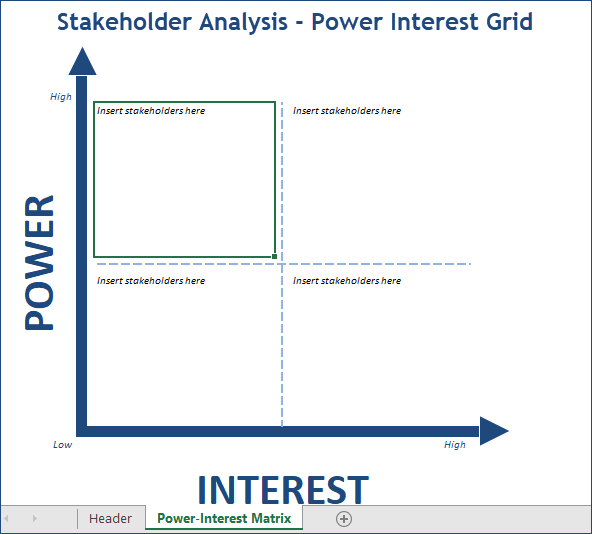 Stakeholder Analysis - Power Interest Grid
High
Insert stakeholders here
Insert stakeholders here
POWER
Insert stakeholders here
Insert stakeholders here
Low
High
INTEREST
Header
Power-Interest Matrix